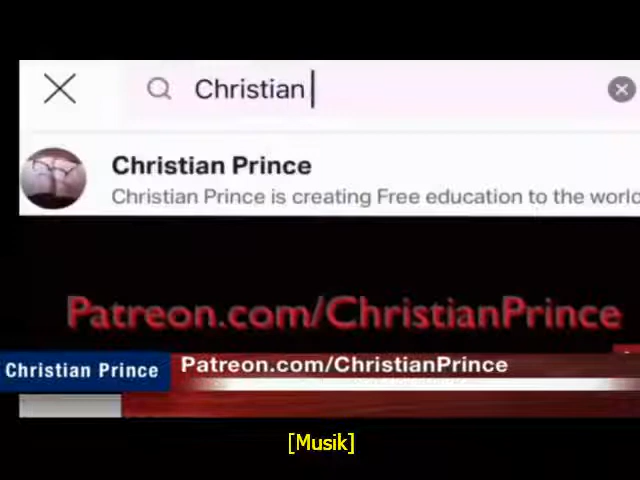 Christian
Christian Prince
Christian Prince is creating Free education to the world
Patreon.com/ChristianPrince
Patreon.com/ChristianPrince
Christian Prince
[Musik]